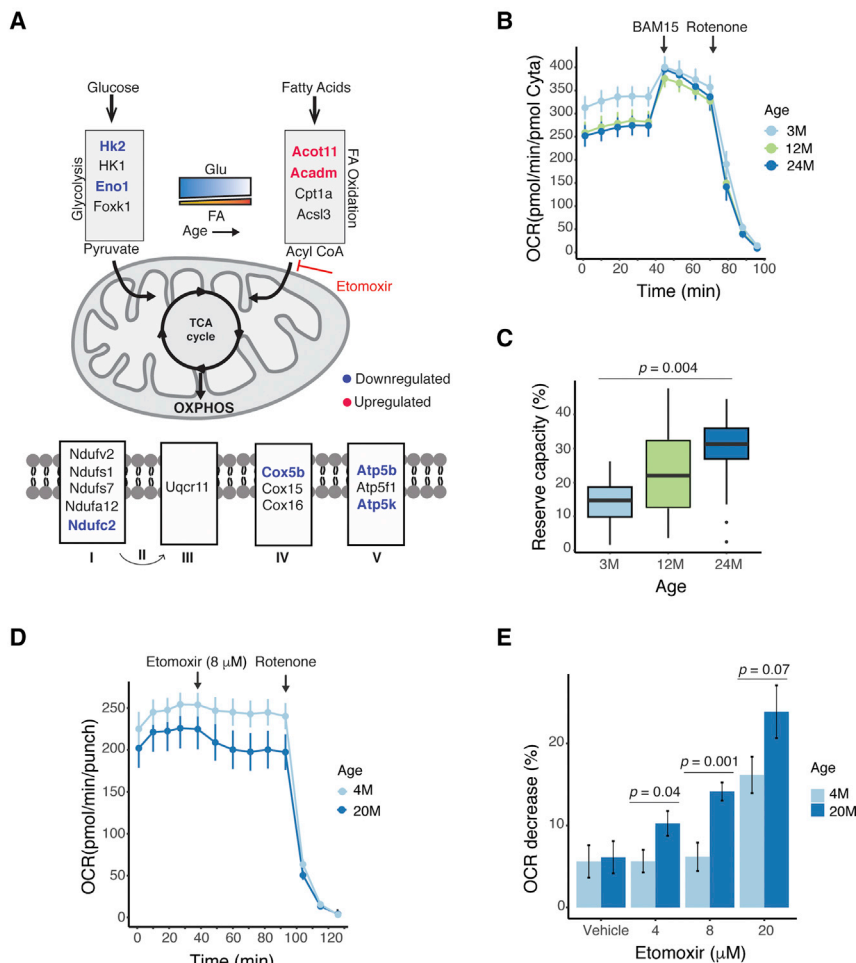 A
Glucose
Fatty Acids
Glycolysis
Hk2
HK1
Eno1
Foxk1
Pyruvate
Glu
FA
Age
Acot11
Acadm
Cpt1a
Acsl3
FA Oxidation
Acyl CoA
Etomoxir
TCA
cycle
OXPHOS
Downregulated
Upregulated
Ndufv2
Ndufs1
Ndufs7
Ndufa12
Ndufc2
Uqcr11
Cox5b
Cox15
Cox16
Atp5b
Atp5f1
Atp5k
I II III IV V
B
BAM15 Rotenone
OCR(pmol/min/pmol Cyta)
400
350
300
250
200
150
100
50
0
0 20 40 60 80 100
Time (min)
Age
3M
12M
24M
C
p = 0.004
Reserve capacity (%)
40
30
20
10
0
3M 12M 24M
Age
D
Etomoxir (8 μM) Rotenone
OCR(pmol/min/punch)
250
200
150
100
50
0
0 20 40 60 80 100 120
Time (min)
Age
4M
20M
E
p = 0.04
p = 0.001
p = 0.07
OCR decrease (%)
20
10
0
Vehicle 4 8 20
Etomoxir (μM)
Age
4M
20M